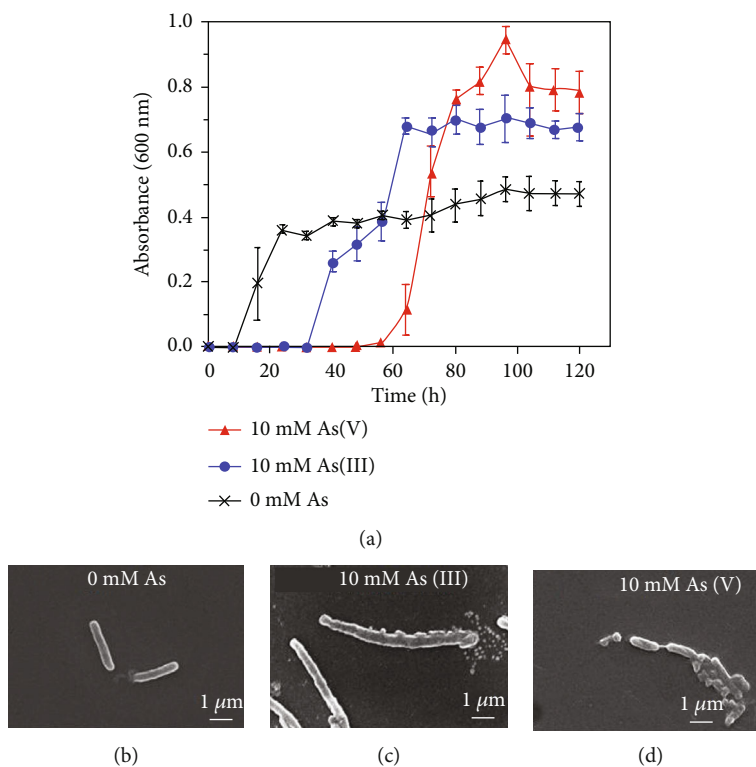 1.0
0.8
0.6
0.4
0.2
0.0
Absorbance (600 nm)
0 20 40 60 80 100 120
Time (h)
10 mM As(V)
10 mM As(III)
0 mM As
(a)
0 mM As
1 μm
(b)
10 mM As (III)
1 μm
(c)
10 mM As (V)
1 μm
(d)